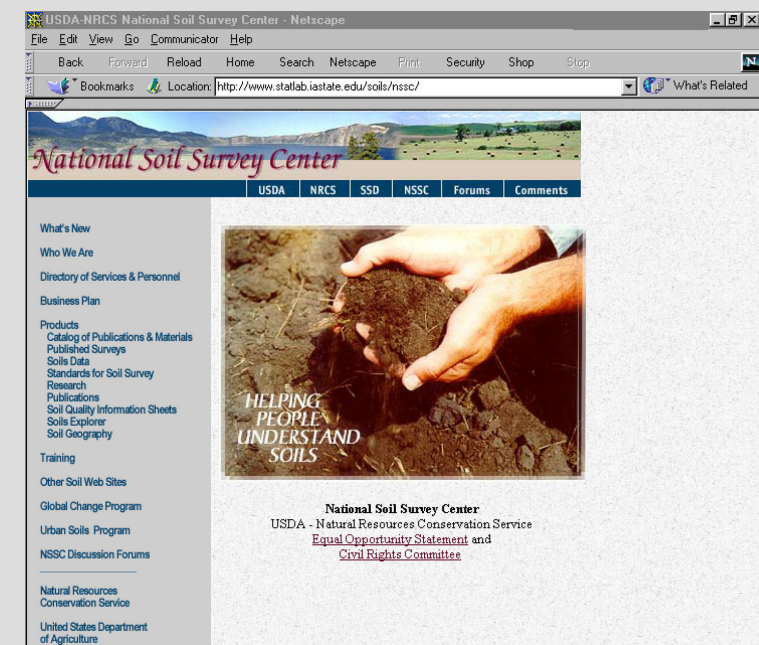 USDA-NRCS National Soil Survey Center - Netscape
File Edit View Go Communicator Help
Back Forward Reload Home Search Netscape Print Security Shop Stop
N
Bookmarks Location: http://www.statlab.iastate.edu/soils/nssc/ What's Related
National Soil Survey Center
USDA NRCS SSD NSSC Forums Comments
What's New
Who We Are
Directory of Services & Personnel
Business Plan
Products
Catalog of Publications & Materials
Published Surveys
Soils Data
Standards for Soil Survey
Research
Publications
Soil Quality Information Sheets
Soils Explorer
Soil Geography
Training
Other Soil Web Sites
Global Change Program
Urban Soils Program
NSSC Discussion Forums
Natural Resources
Conservation Service
United States Department
of Agriculture
HELPING
PEOPLE
UNDERSTAND
SOILS
National Soil Survey Center
USDA - Natural Resources Conservation Service
Equal Opportunity Statement and
Civil Rights Committee